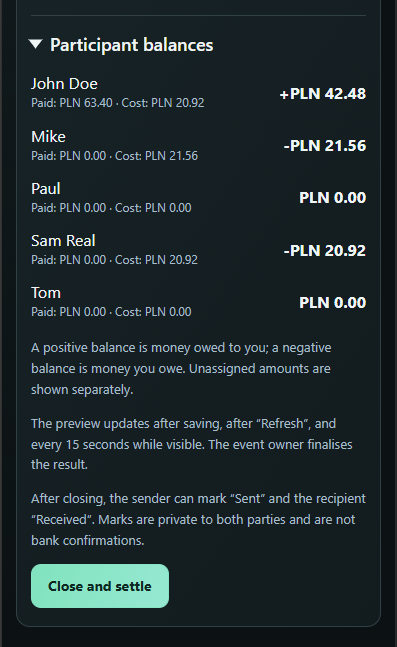 Participant balances
John Doe
+PLN 42.48
Paid: PLN 63.40 · Cost: PLN 20.92
Mike
-PLN 21.56
Paid: PLN 0.00 · Cost: PLN 21.56
Paul
PLN 0.00
Paid: PLN 0.00 · Cost: PLN 0.00
Sam Real
-PLN 20.92
Paid: PLN 0.00 · Cost: PLN 20.92
Tom
PLN 0.00
Paid: PLN 0.00 · Cost: PLN 0.00
A positive balance is money owed to you; a negative
balance is money you owe. Unassigned amounts are
shown separately.
The preview updates after saving, after “Refresh”, and
every 15 seconds while visible. The event owner finalises
the result.
After closing, the sender can mark “Sent” and the recipient
“Received”. Marks are private to both parties and are not
bank confirmations.
Close and settle